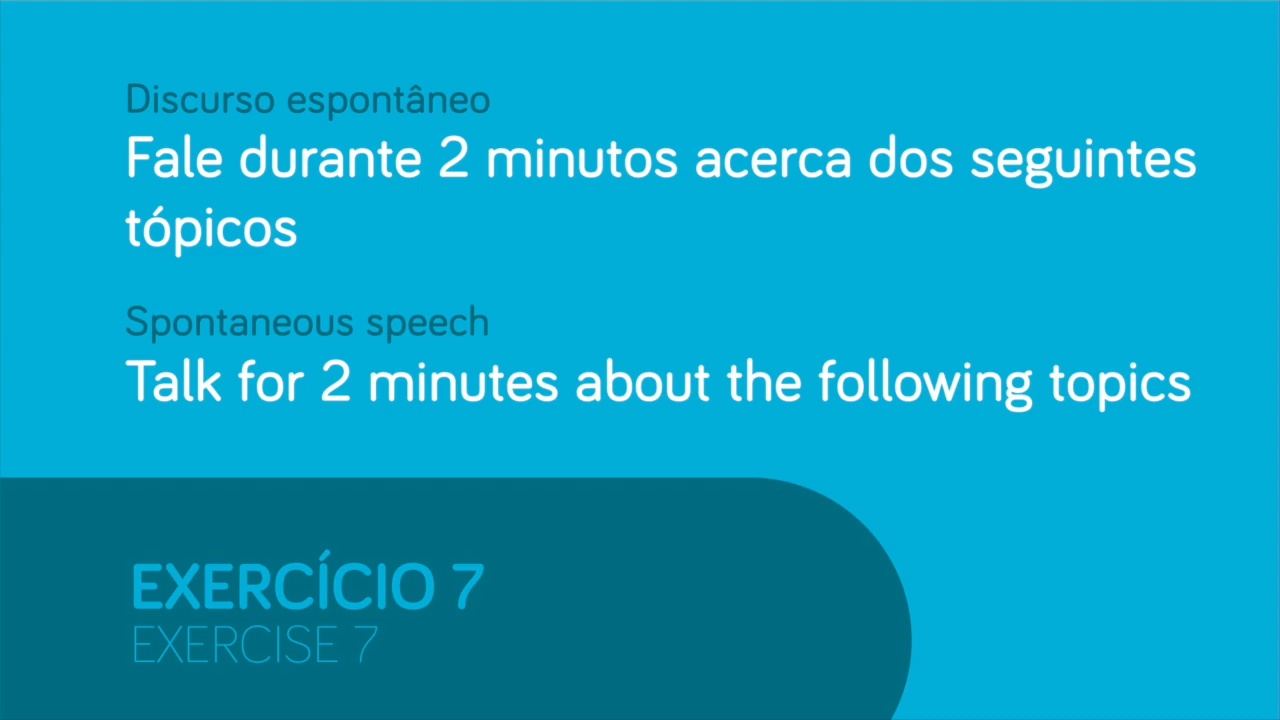 Discurso espontâneo
Fale durante 2 minutos acerca dos seguintes
tópicos
Spontaneous speech
Talk for 2 minutes about the following topics
EXERCÍCIO 7
EXERCISE 7